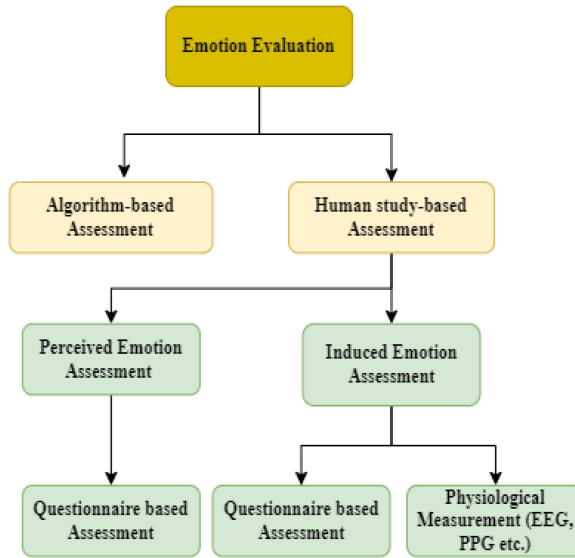 Emotion Evaluation
Algorithm-based
Assessment
Human study-based
Assessment
Perceived Emotion
Assessment
Induced Emotion
Assessment
Questionnaire based
Assessment
Questionnaire based
Assessment
Physiological
Measurement (EEG,
PPG etc.)